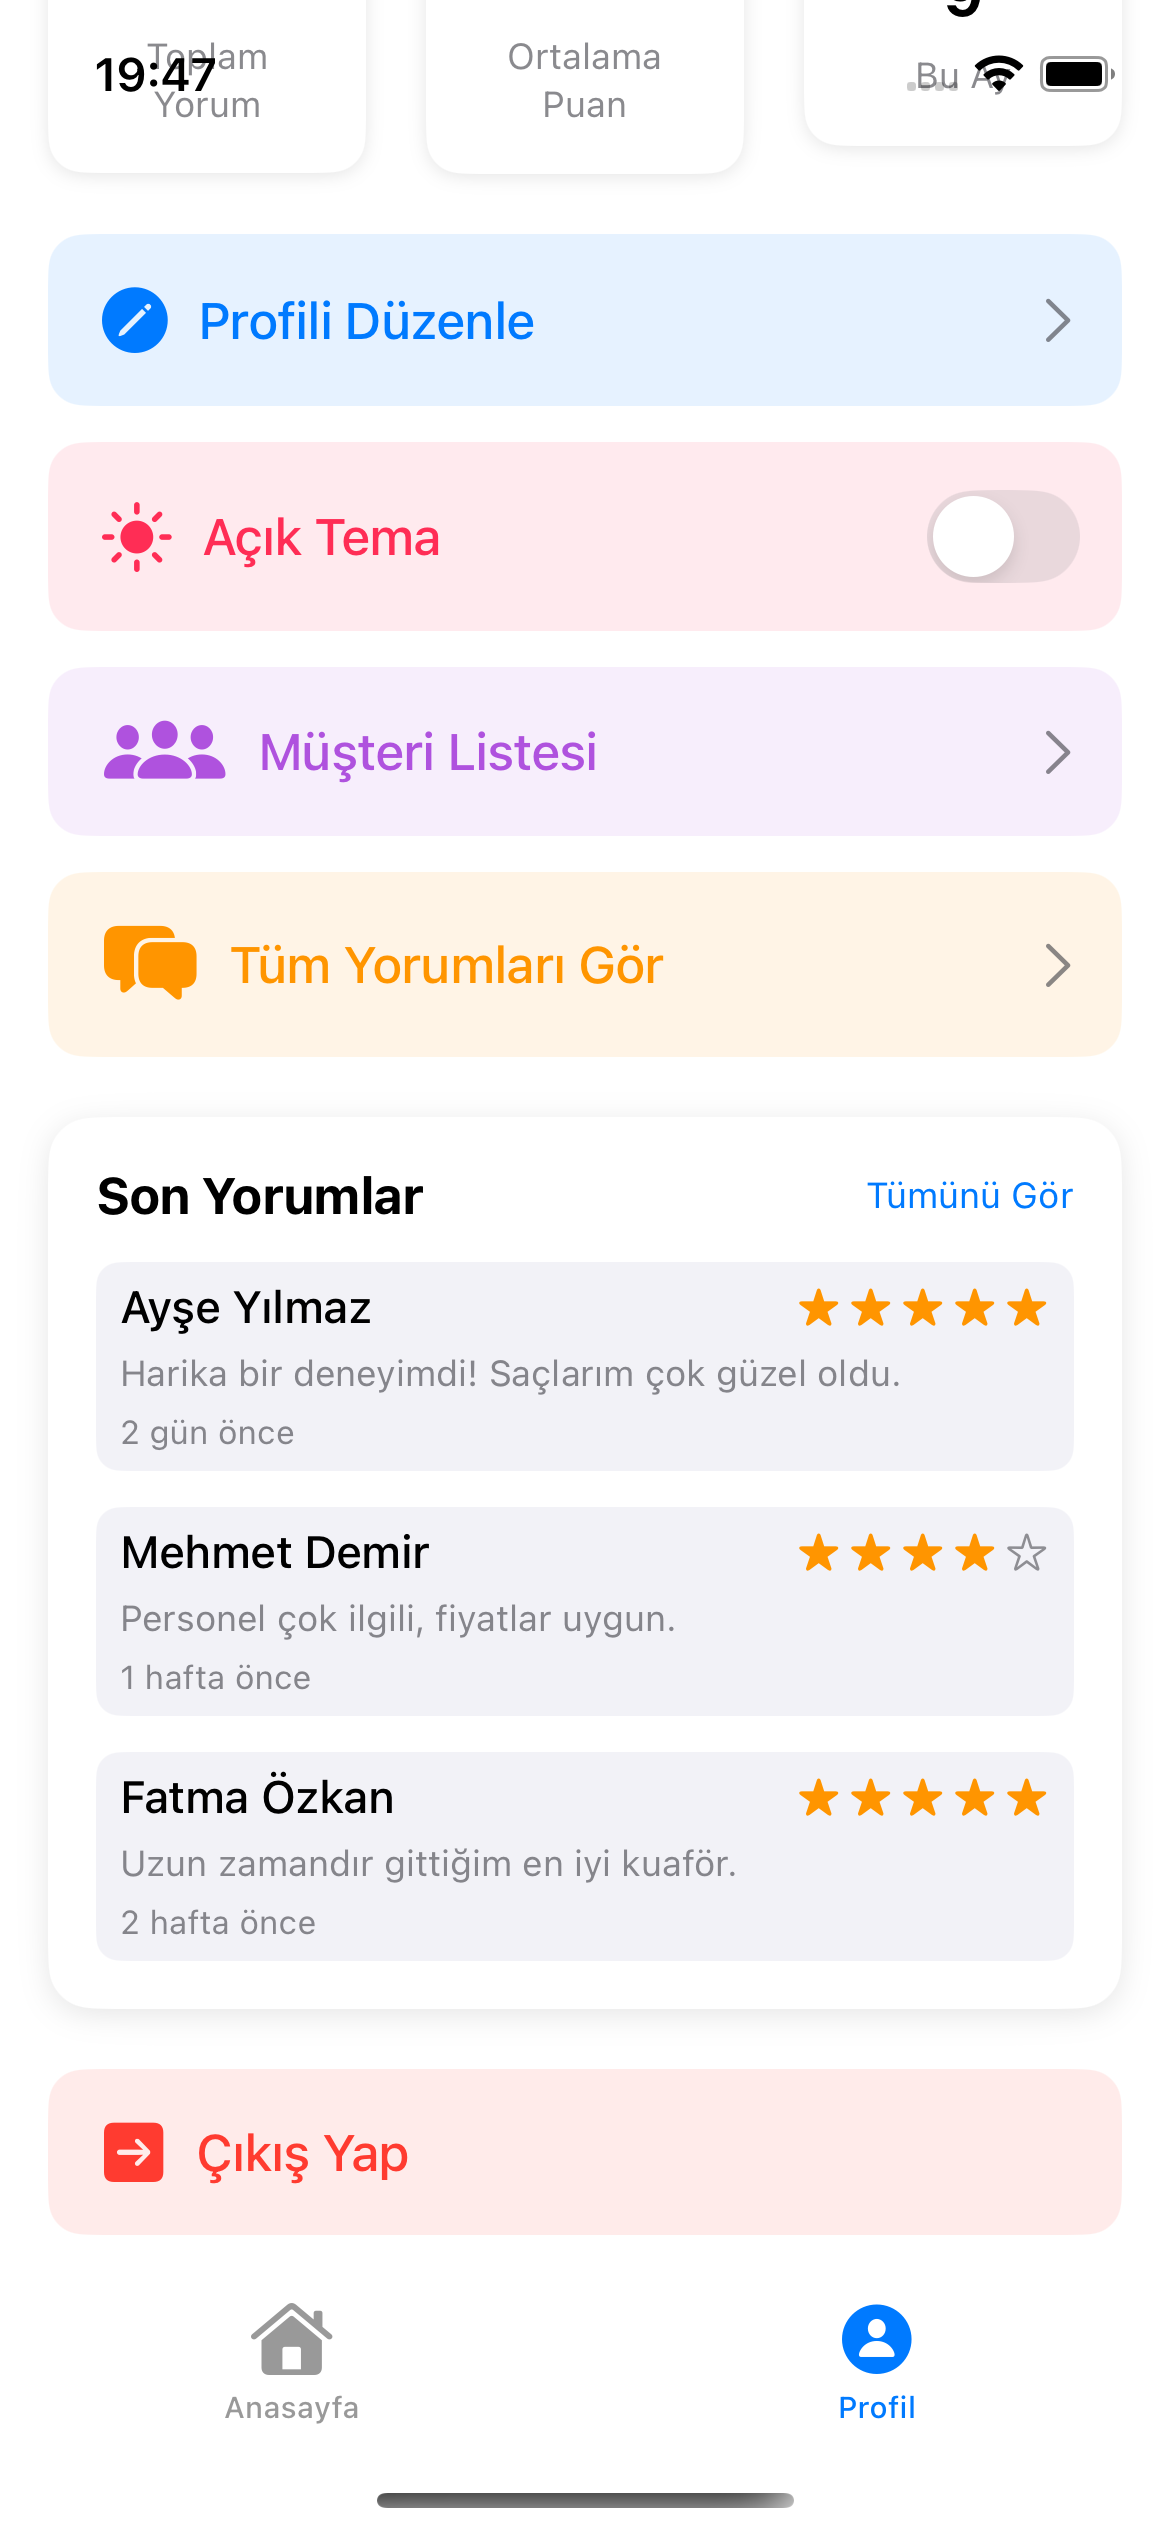 19:47
Toplam
Yorum
Ortalama
Puan
Bu Ay
Profili Düzenle
Açık Tema
Müşteri Listesi
Tüm Yorumları Gör
Son Yorumlar
Tümünü Gör
Ayşe Yılmaz
Harika bir deneyimdi! Saçlarım çok güzel oldu.
2 gün önce
Mehmet Demir
Personel çok ilgili, fiyatlar uygun.
1 hafta önce
Fatma Özkan
Uzun zamandır gittiğim en iyi kuaför.
2 hafta önce
Çıkış Yap
Anasayfa
Profil